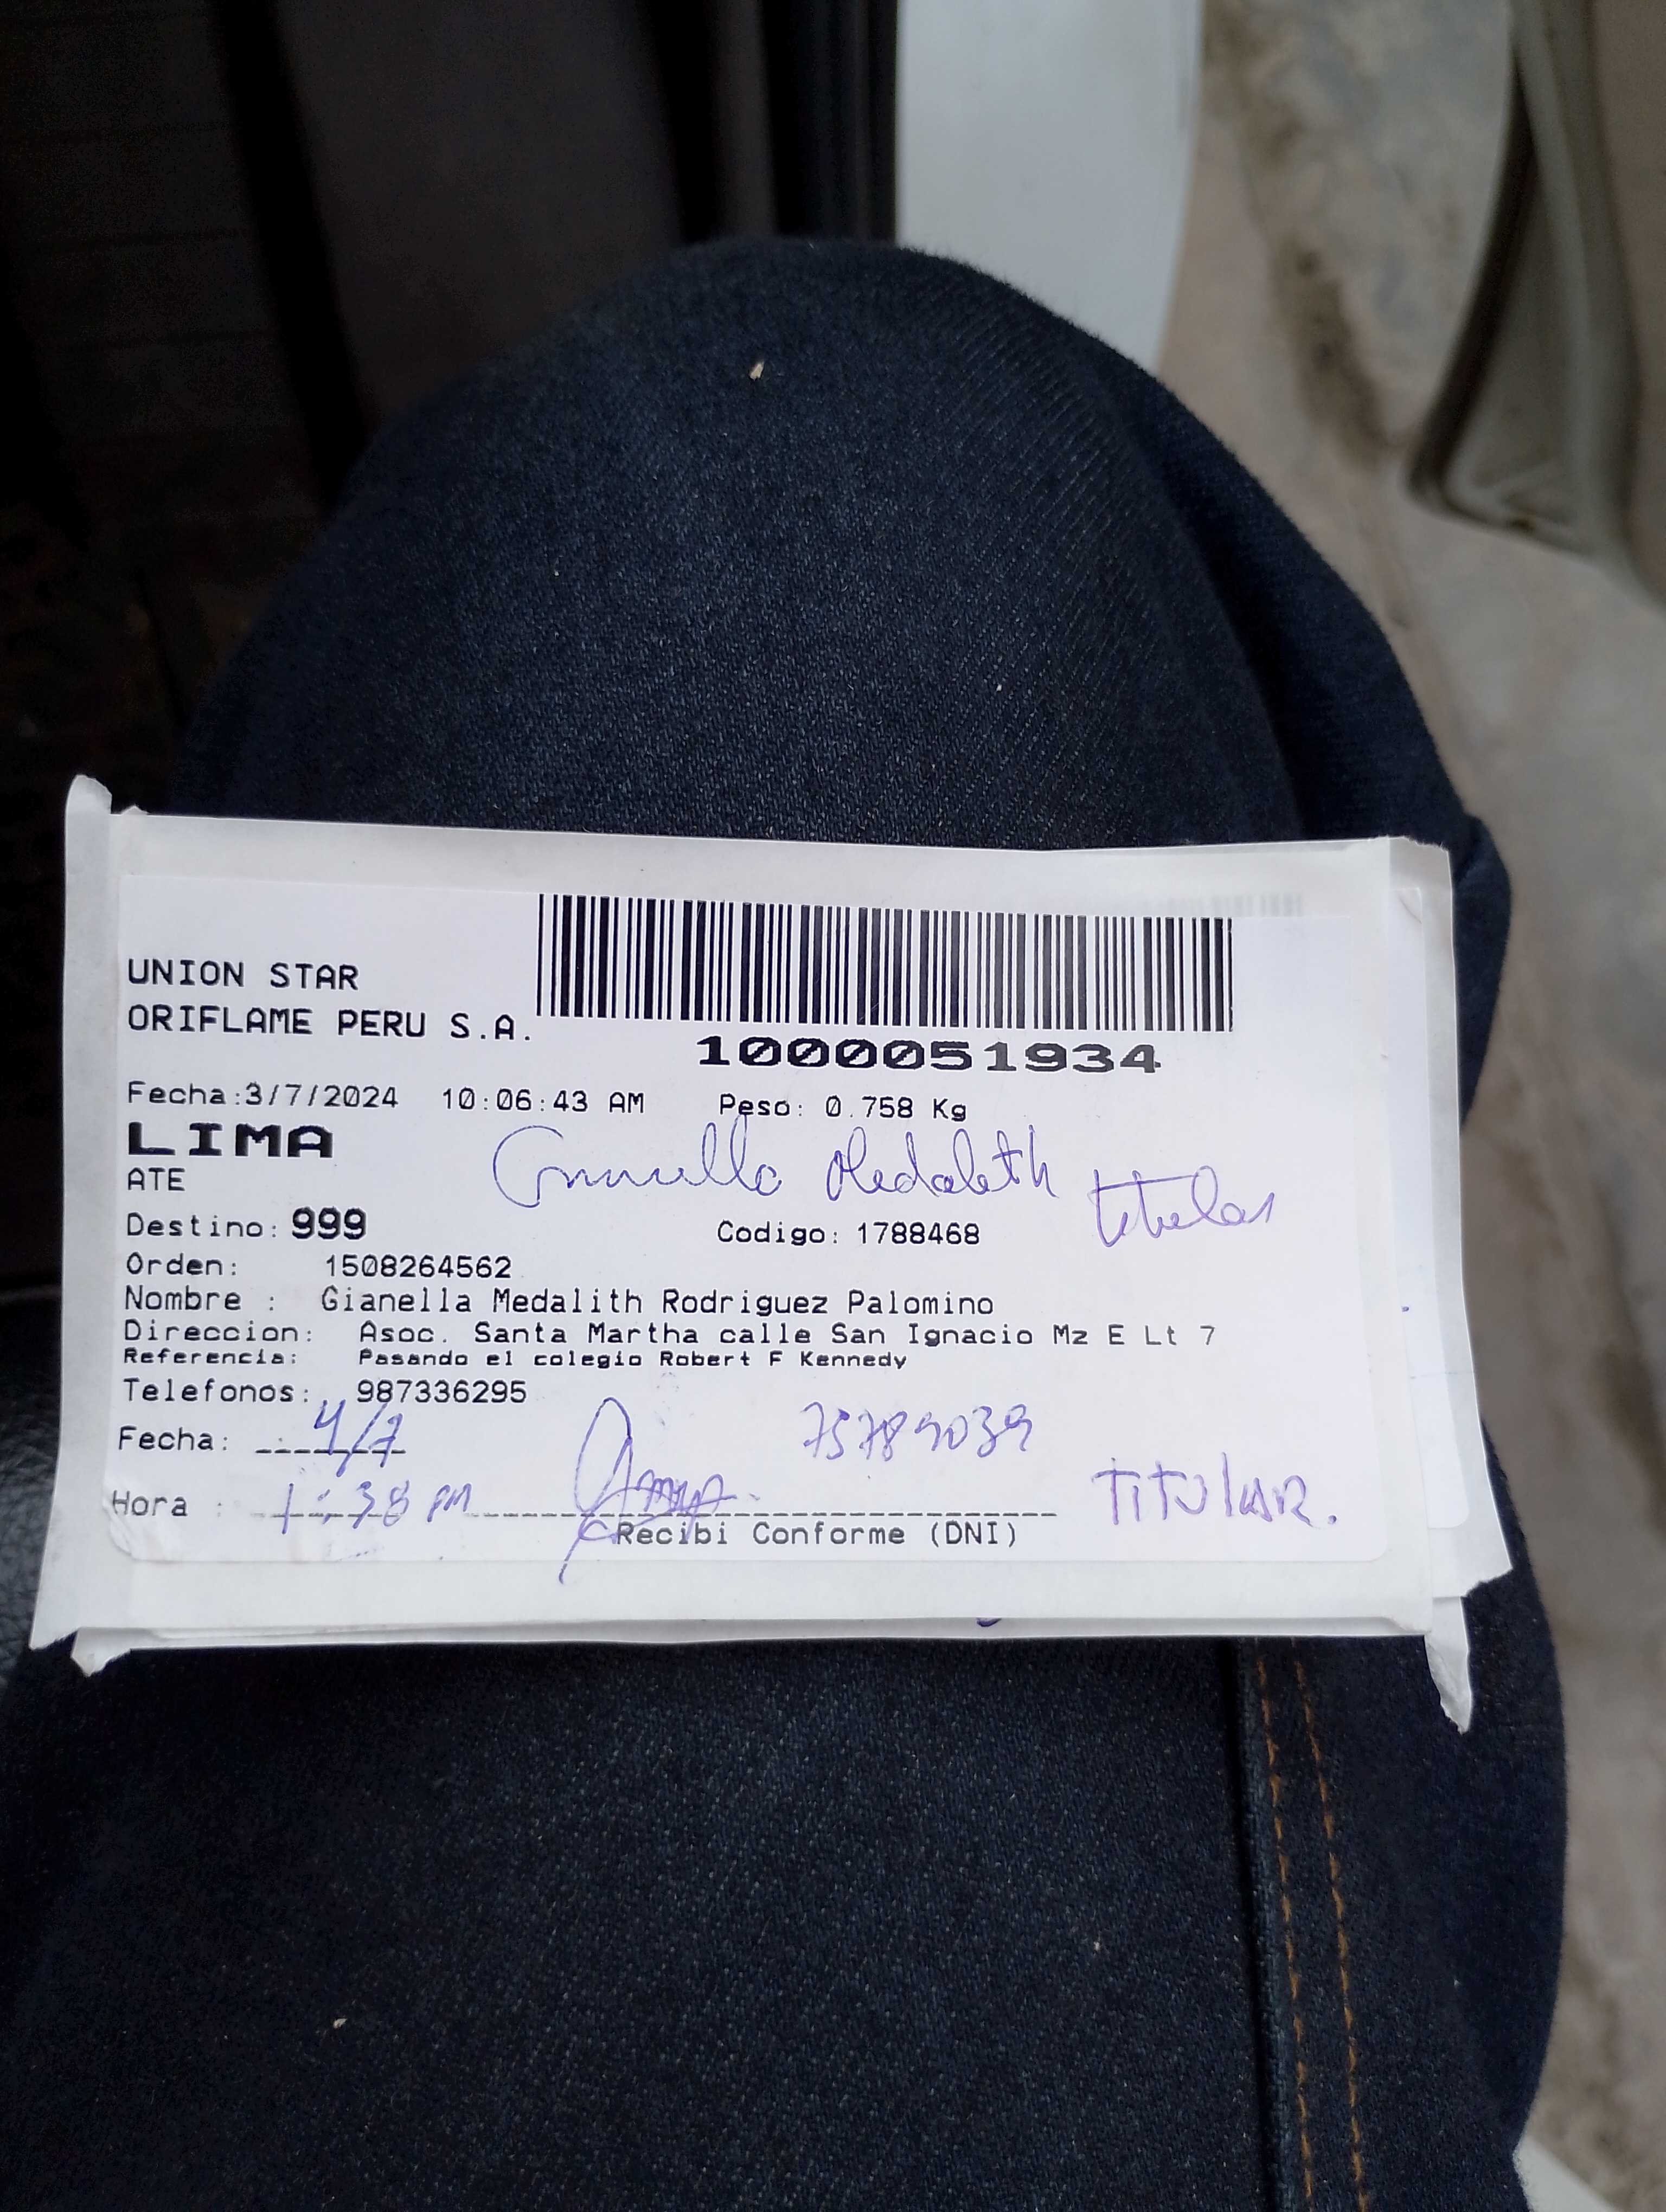 UNION STAR
ORIFLAME PERU S.A.
1000051934
Fecha:3/7/2024 10:06:43 AM Peso: 0.758 Kg
LIMA
ATE
Medaleth titular
Destino: 999 Codigo: 1788468
Orden: 1508264562
Nombre : Gianella Medalith Rodriguez Palomino
Direccion: Asoc. Santa Martha calle San Ignacio Mz E Lt 7
Referencia: Pasando el colegio Robert F Kennedy
Telefonos: 987336295
Fecha: 4/7 75789039
Hora : 1:38 PM TITULAR.
Recibi Conforme (DNI)